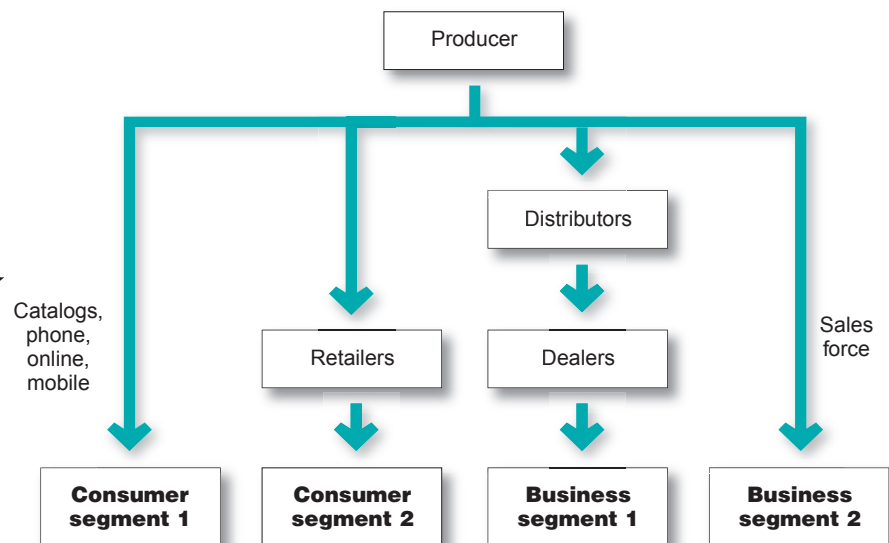 Producer
Distributors
Catalogs,
phone,
online,
mobile
Sales
force
Retailers
Dealers
Consumer
segment 1
Consumer
segment 2
Business
segment 1
Business
segment 2